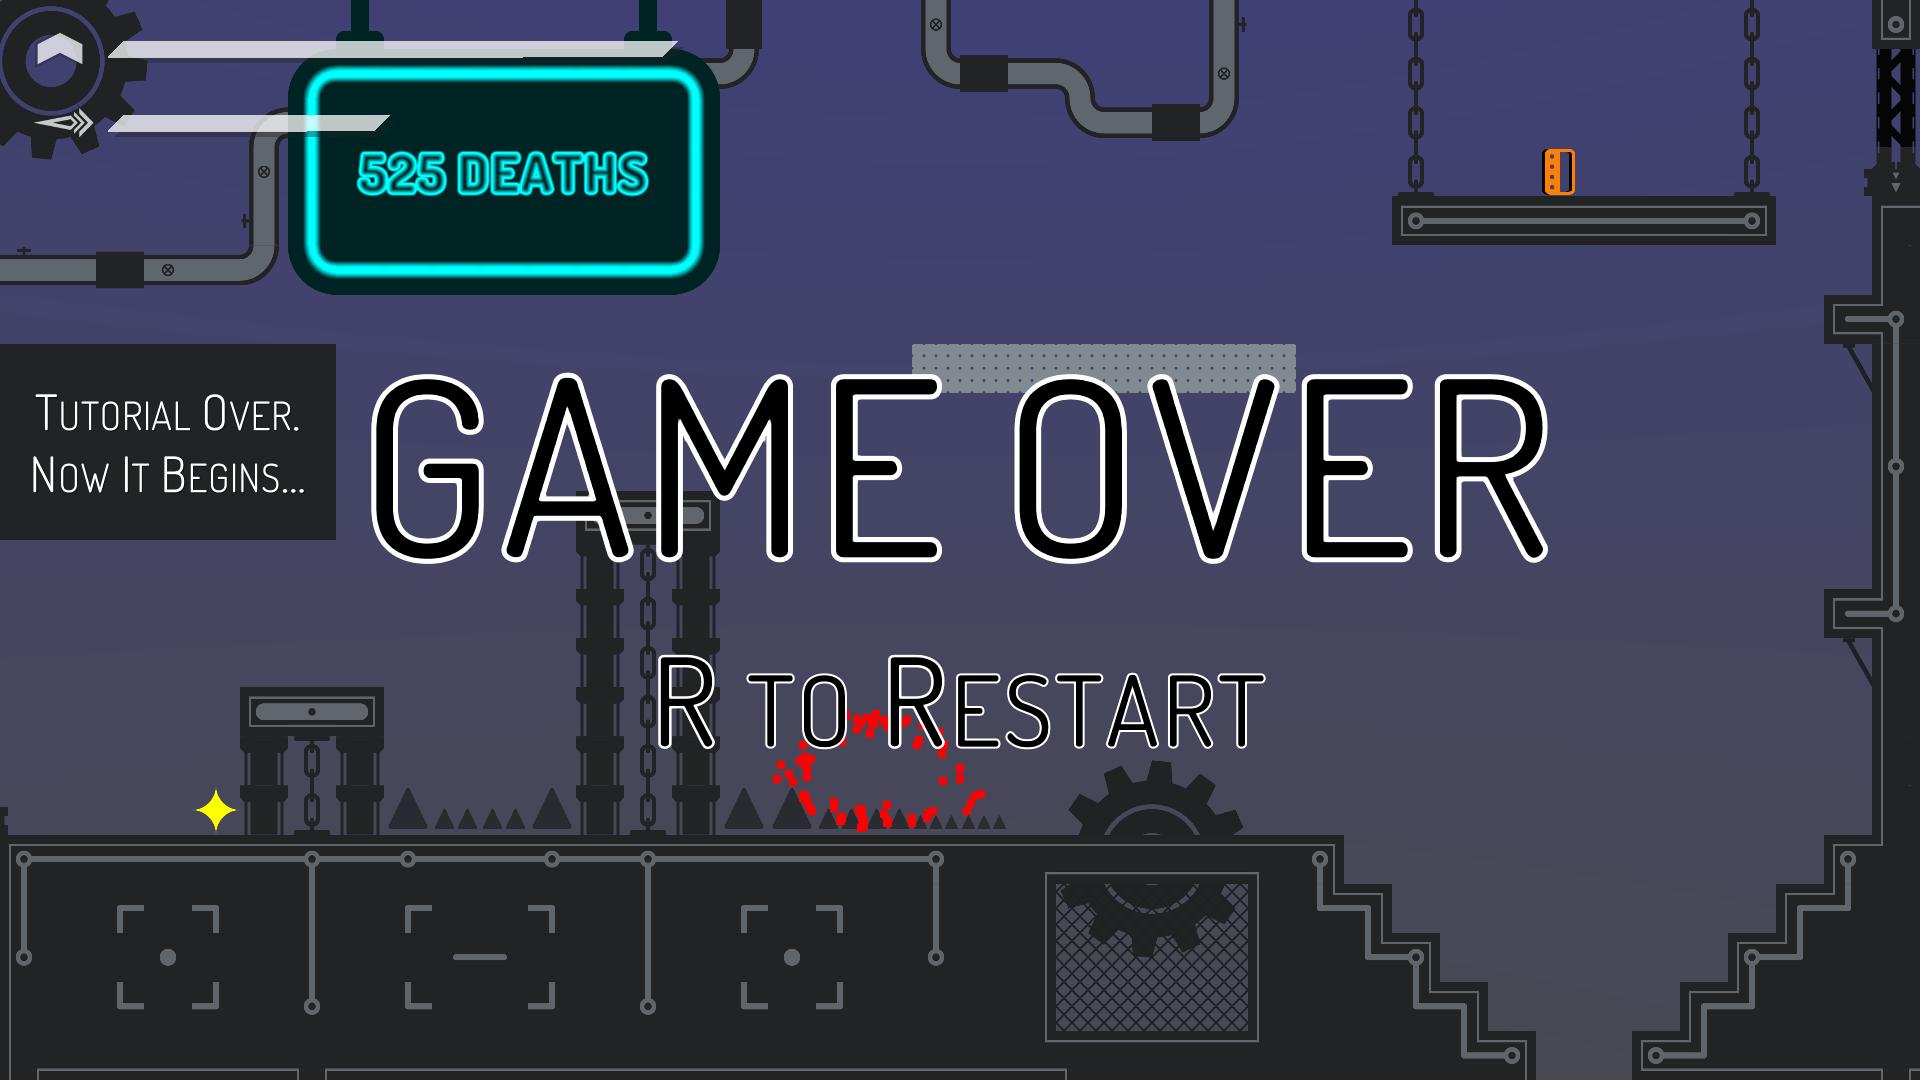 525 DEATHS
TUTORIAL OVER.
NOW IT BEGINS...
GAME OVER
R TO RESTART